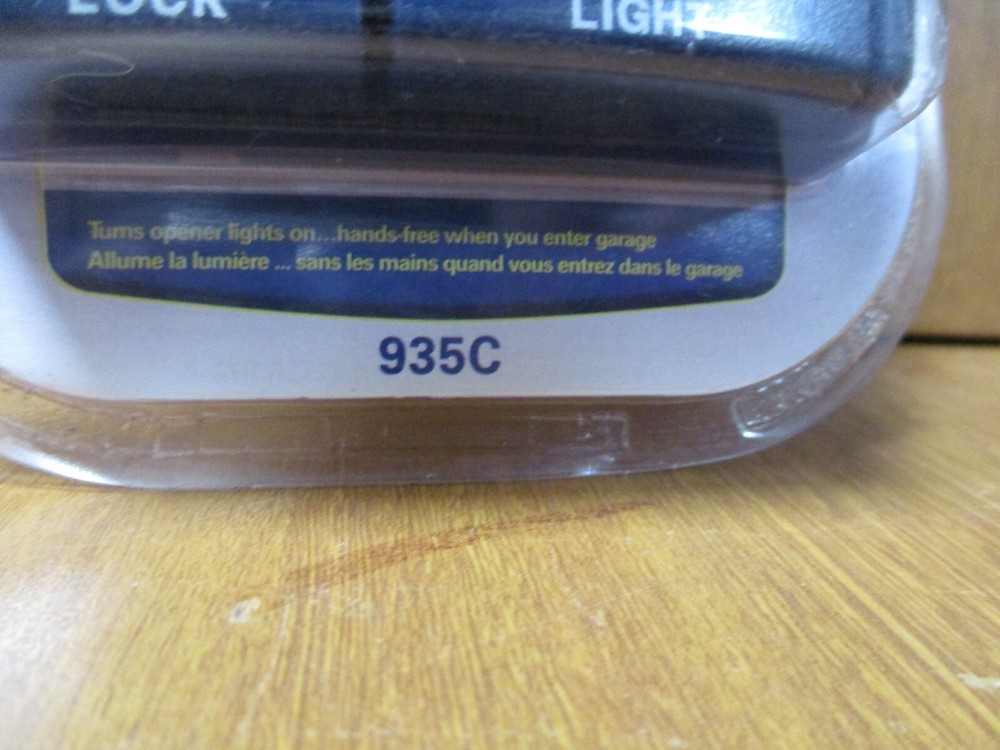 LOCK
LIGHT
Turns opener lights on...hands-free when you enter garage
Allume la lumière ... sans les mains quand vous entrez dans le garage
935C